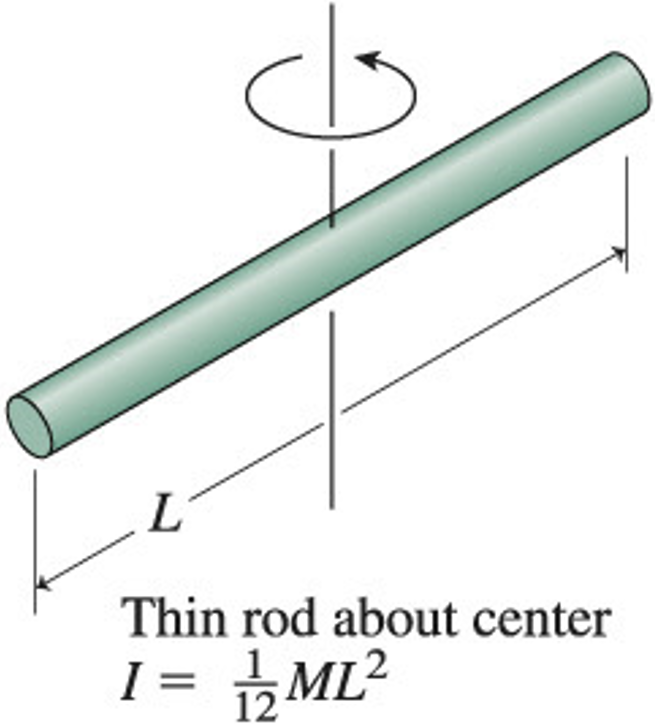 L
Thin rod about center
I = 1/12 ML²